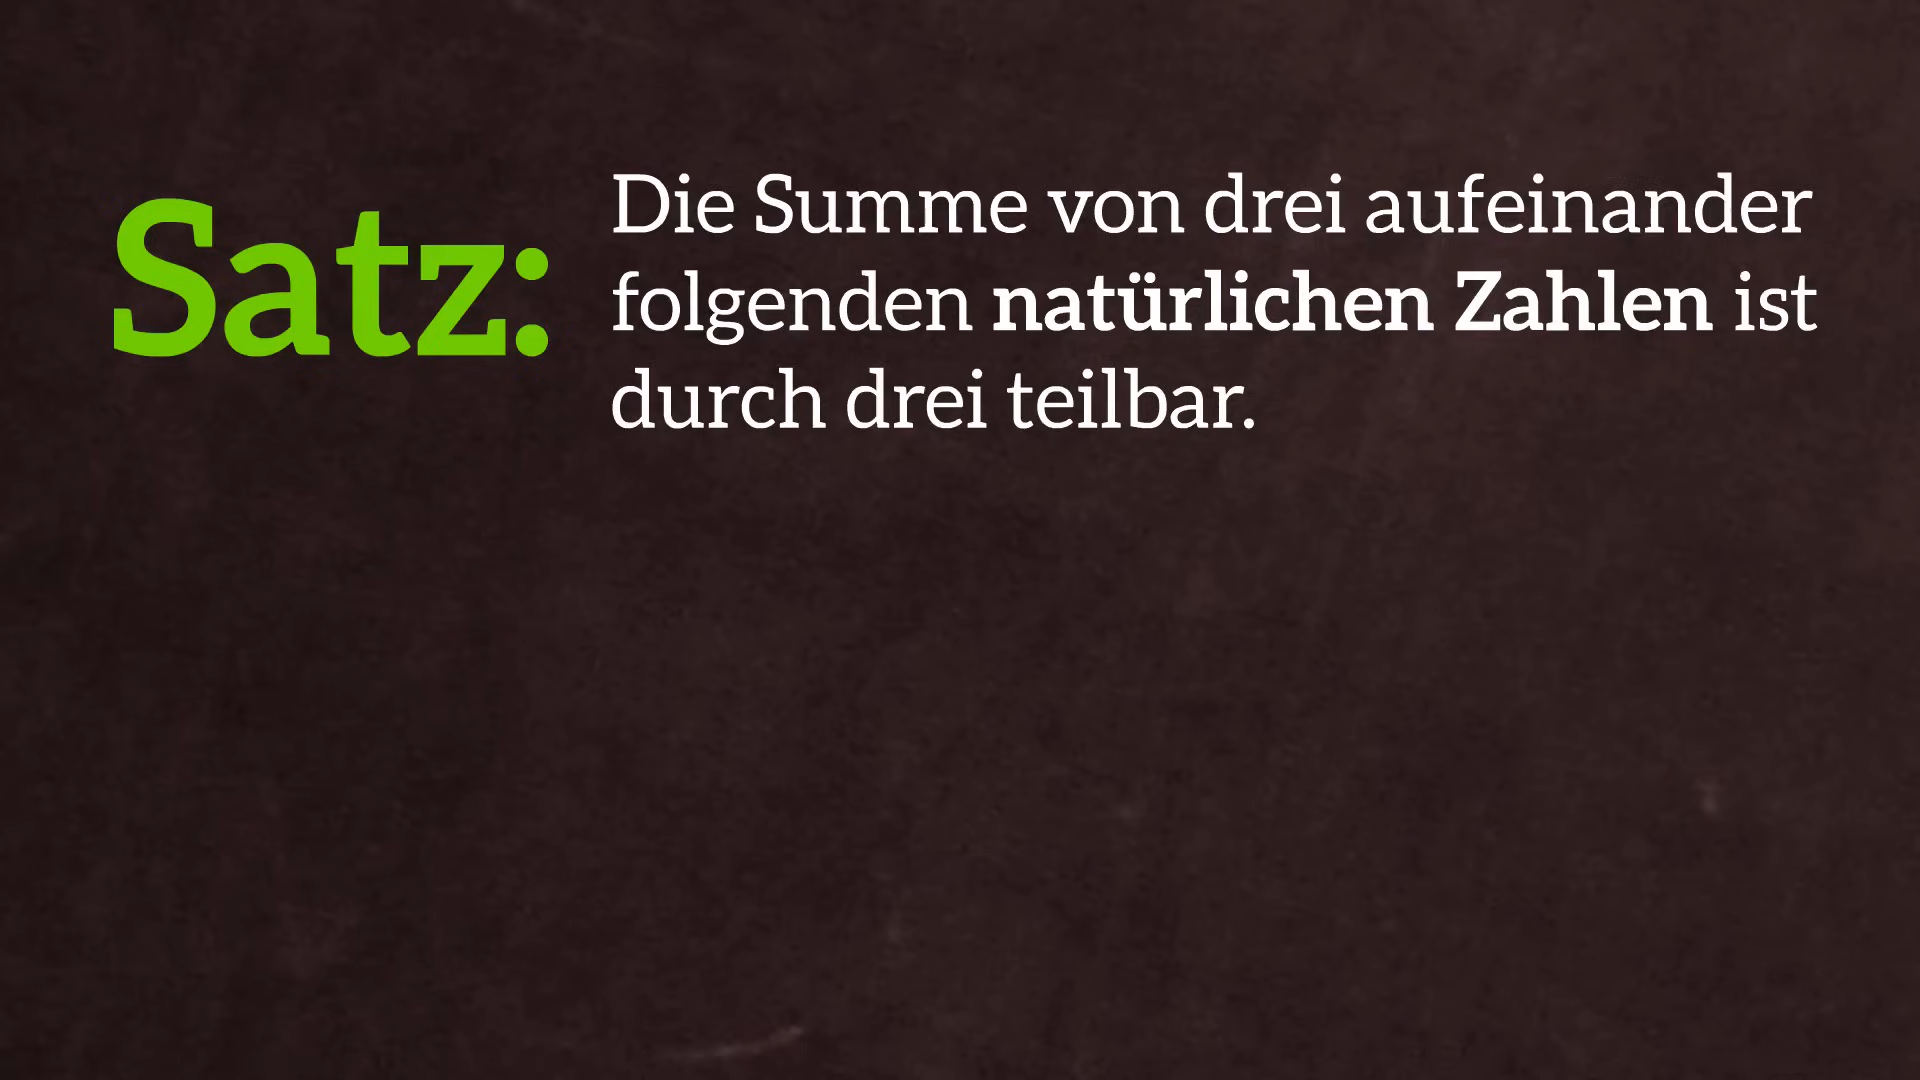 Satz:
Die Summe von drei aufeinander
folgenden natürlichen Zahlen ist
durch drei teilbar.